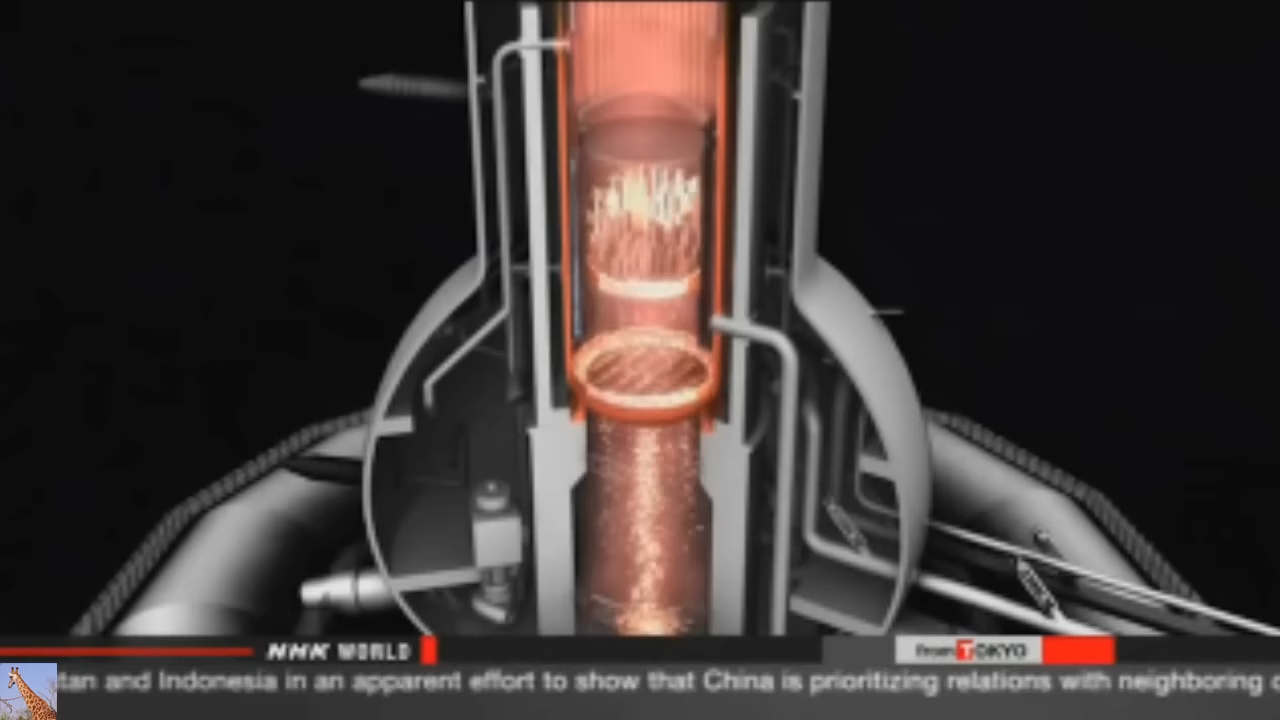 NHK WORLD
from TOKYO
and Indonesia in an apparent effort to show that China is prioritizing relations with neighboring